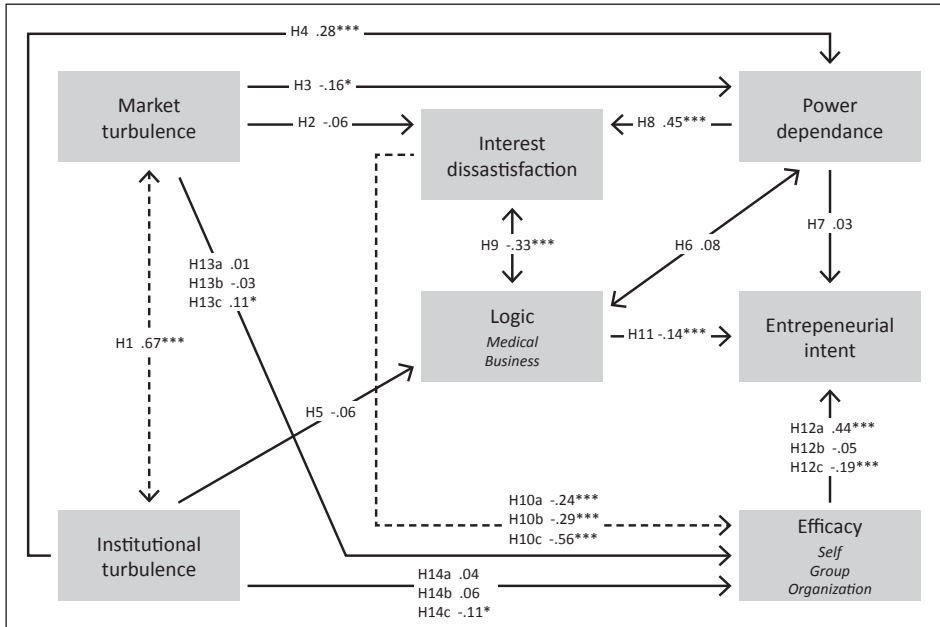 H4 .28***
H3 -.16*
Market
turbulence
Power
dependance
H2 -.06
H8 .45***
Interest
dissastisfaction
H9 -.33***
H6 .08
H7 .03
H13a .01
H13b -.03
H13c .11*
Logic
Medical
Business
H11 -.14***
Entrepeneurial
intent
H1 .67***
H5 -.06
H12a .44***
H12b -.05
H12c -.19***
H10a -.24***
H10b -.29***
H10c -.56***
Institutional
turbulence
Efficacy
Self
Group
Organization
H14a .04
H14b .06
H14c -.11*